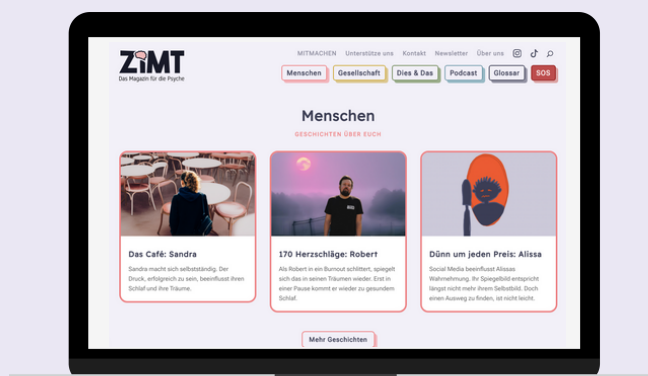 ZIMT
Das Magazin für die Psyche
MITMACHEN Unterstütze uns Kontakt Newsletter Über uns
Menschen Gesellschaft Dies & Das Podcast Glossar SOS
Menschen
GESCHICHTEN ÜBER EUCH
Das Café: Sandra
Sandra macht sich selbstständig. Der
Druck, erfolgreich zu sein, beeinflusst ihren
Schlaf und ihre Träume.
170 Herzschläge: Robert
Als Robert in ein Burnout schlittert, spiegelt
sich das in seinen Träumen wieder. Erst in
einer Pause kommt er wieder zu gesundem
Schlaf.
Dünn um jeden Preis: Alissa
Social Media beeinflusst Alissas
Wahrnehmung. Ihr Spiegelbild entspricht
längst nicht mehr ihrem Selbstbild. Doch
einen Ausweg zu finden, ist nicht leicht.
Mehr Geschichten